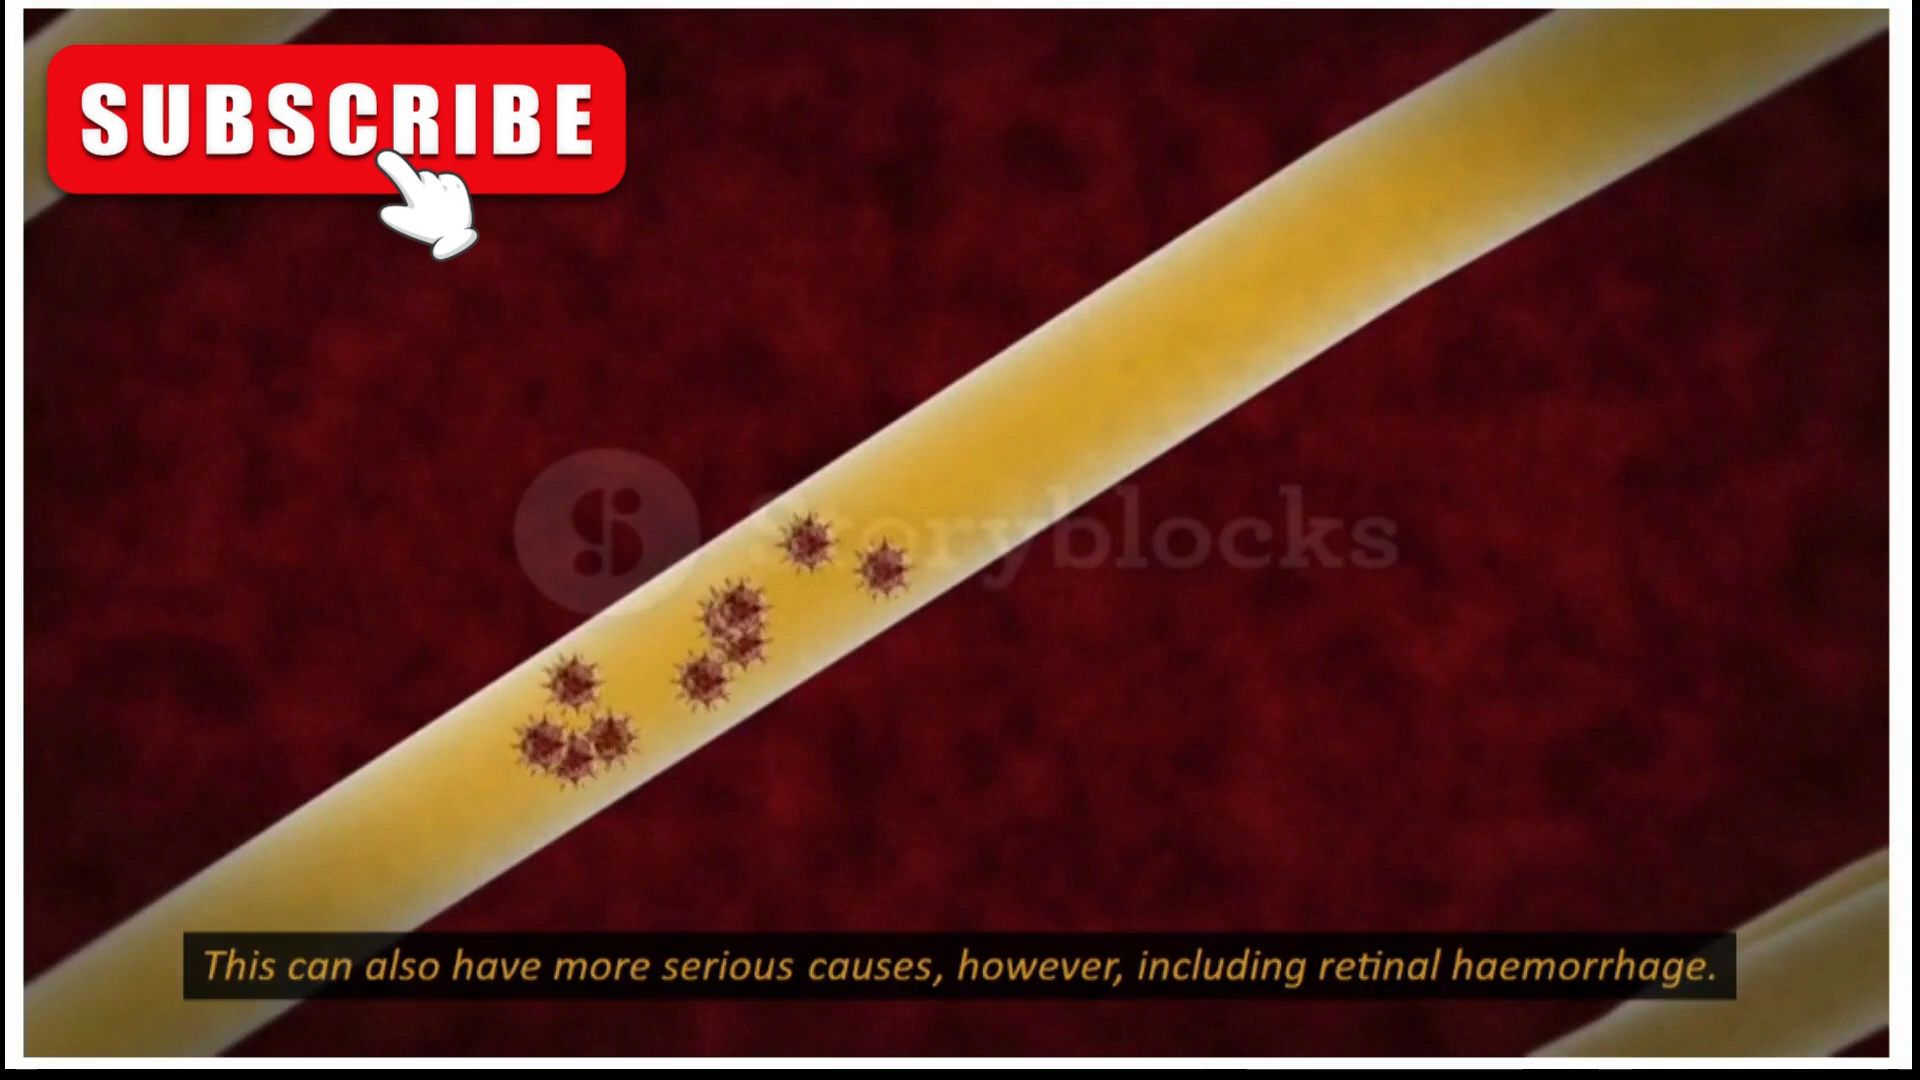 SUBSCRIBE
Storyblocks
This can also have more serious causes, however, including retinal haemorrhage.